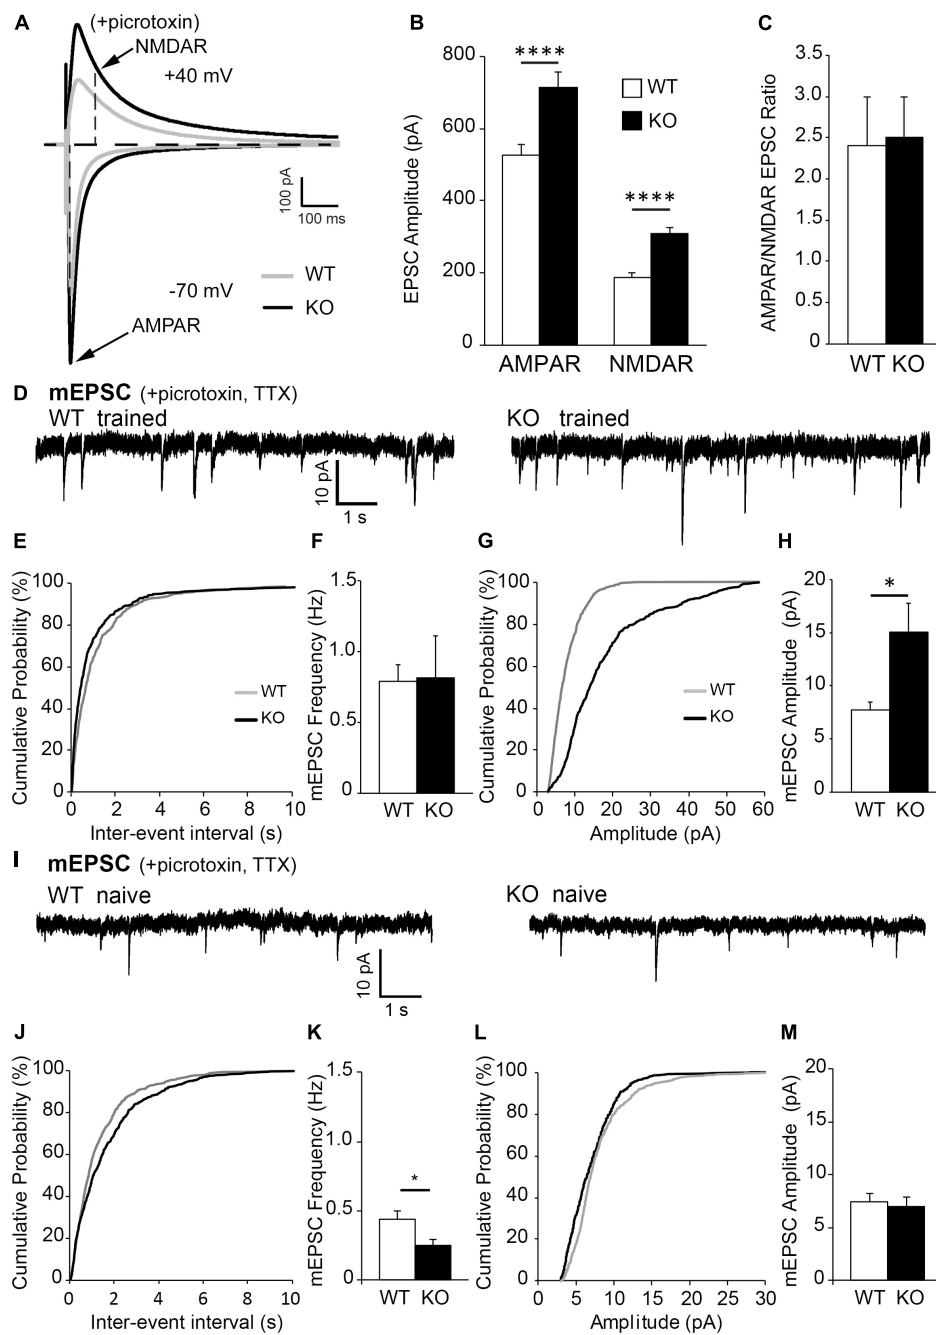 A
(+picrotoxin)
NMDAR
+40 mV
100 pA
100 ms
WT
KO
-70 mV
AMPAR
B
EPSC Amplitude (pA)
800
600
400
200
0
****
****
WT
KO
AMPAR
NMDAR
C
AMPAR/NMDAR EPSC Ratio
3.5
3.0
2.5
2.0
1.5
1.0
0.5
0
WT KO
D mEPSC (+picrotoxin, TTX)
WT trained
KO trained
10 pA
1 s
E
Cumulative Probability (%)
100
80
60
40
20
0
WT
KO
0 2 4 6 8 10
Inter-event interval (s)
F
mEPSC Frequency (Hz)
1.5
1.0
0.5
0
WT KO
G
Cumulative Probability (%)
100
80
60
40
20
0
WT
KO
0 10 20 30 40 50 60
Amplitude (pA)
H
mEPSC Amplitude (pA)
20
15
10
5
0
*
WT KO
I mEPSC (+picrotoxin, TTX)
WT naive
KO naive
10 pA
1 s
J
Cumulative Probability (%)
100
80
60
40
20
0
0 2 4 6 8 10
Inter-event interval (s)
K
mEPSC Frequency (Hz)
1.5
1.0
0.5
0
*
WT KO
L
Cumulative Probability (%)
100
80
60
40
20
0
0 5 10 15 20 25 30
Amplitude (pA)
M
mEPSC Amplitude (pA)
20
15
10
5
0
WT KO